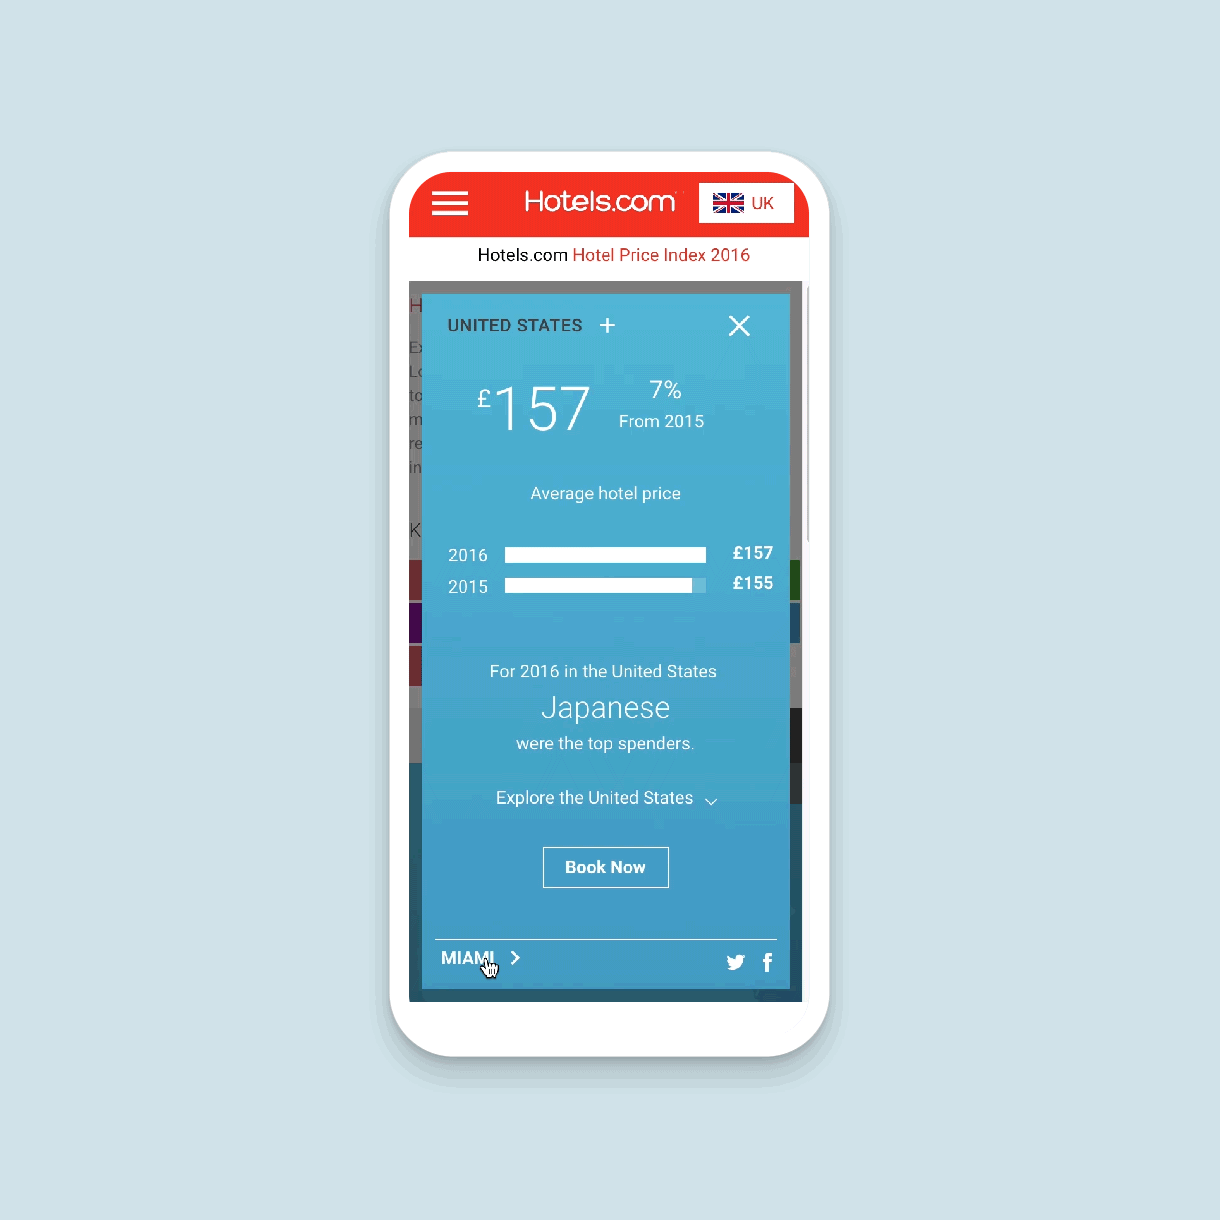 Hotels.com
UK
Hotels.com Hotel Price Index 2016
UNITED STATES +
£157
7%
From 2015
Average hotel price
2016 £157
2015 £155
For 2016 in the United States
Japanese
were the top spenders.
Explore the United States
Book Now
MIAMI